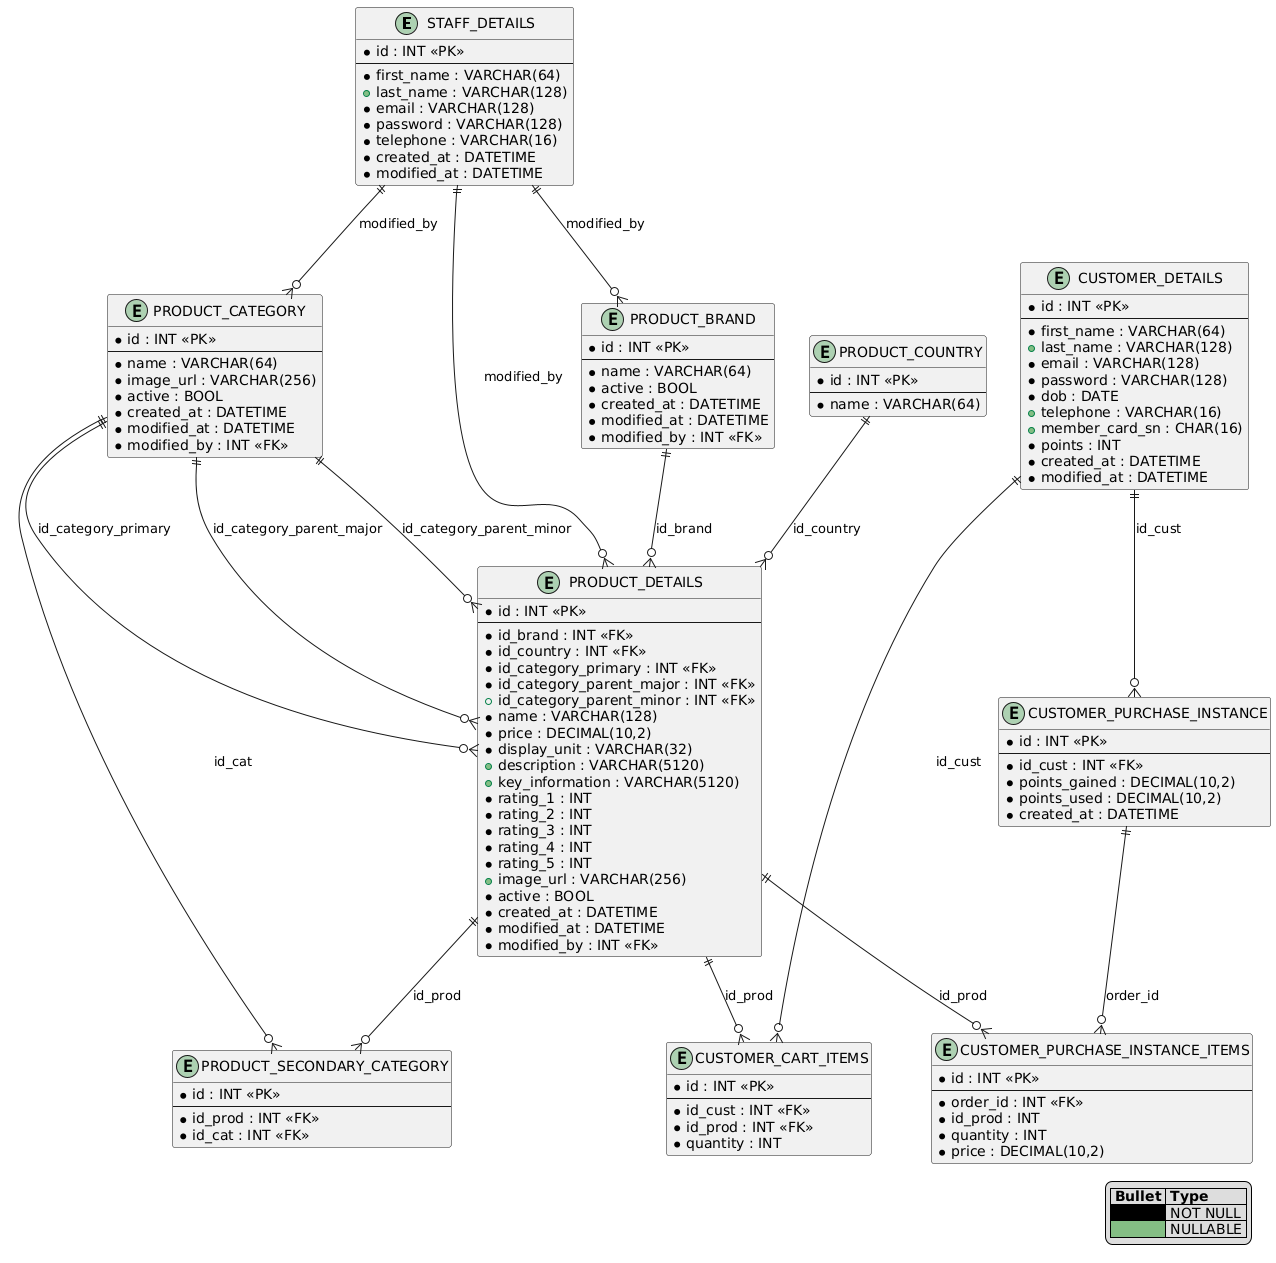 E STAFF_DETAILS
id : INT «PK»
first_name : VARCHAR(64)
last_name : VARCHAR(128)
email : VARCHAR(128)
password : VARCHAR(128)
telephone : VARCHAR(16)
created_at : DATETIME
modified_at : DATETIME
modified_by
modified_by
modified_by
E PRODUCT_CATEGORY
id : INT «PK»
name : VARCHAR(64)
image_url : VARCHAR(256)
active : BOOL
created_at : DATETIME
modified_at : DATETIME
modified_by : INT «FK»
E PRODUCT_BRAND
id : INT «PK»
name : VARCHAR(64)
active : BOOL
created_at : DATETIME
modified_at : DATETIME
modified_by : INT «FK»
E PRODUCT_COUNTRY
id : INT «PK»
name : VARCHAR(64)
E CUSTOMER_DETAILS
id : INT «PK»
first_name : VARCHAR(64)
last_name : VARCHAR(128)
email : VARCHAR(128)
password : VARCHAR(128)
dob : DATE
telephone : VARCHAR(16)
member_card_sn : CHAR(16)
points : INT
created_at : DATETIME
modified_at : DATETIME
id_category_primary
id_category_parent_major
id_category_parent_minor
id_brand
id_country
id_cust
E PRODUCT_DETAILS
id : INT «PK»
id_brand : INT «FK»
id_country : INT «FK»
id_category_primary : INT «FK»
id_category_parent_major : INT «FK»
id_category_parent_minor : INT «FK»
name : VARCHAR(128)
price : DECIMAL(10,2)
display_unit : VARCHAR(32)
description : VARCHAR(5120)
key_information : VARCHAR(5120)
rating_1 : INT
rating_2 : INT
rating_3 : INT
rating_4 : INT
rating_5 : INT
image_url : VARCHAR(256)
active : BOOL
created_at : DATETIME
modified_at : DATETIME
modified_by : INT «FK»
E CUSTOMER_PURCHASE_INSTANCE
id : INT «PK»
id_cust : INT «FK»
points_gained : DECIMAL(10,2)
points_used : DECIMAL(10,2)
created_at : DATETIME
id_cat
id_cust
id_prod
id_prod
id_prod
order_id
E PRODUCT_SECONDARY_CATEGORY
id : INT «PK»
id_prod : INT «FK»
id_cat : INT «FK»
E CUSTOMER_CART_ITEMS
id : INT «PK»
id_cust : INT «FK»
id_prod : INT «FK»
quantity : INT
E CUSTOMER_PURCHASE_INSTANCE_ITEMS
id : INT «PK»
order_id : INT «FK»
id_prod : INT
quantity : INT
price : DECIMAL(10,2)
Bullet Type
NOT NULL
NULLABLE